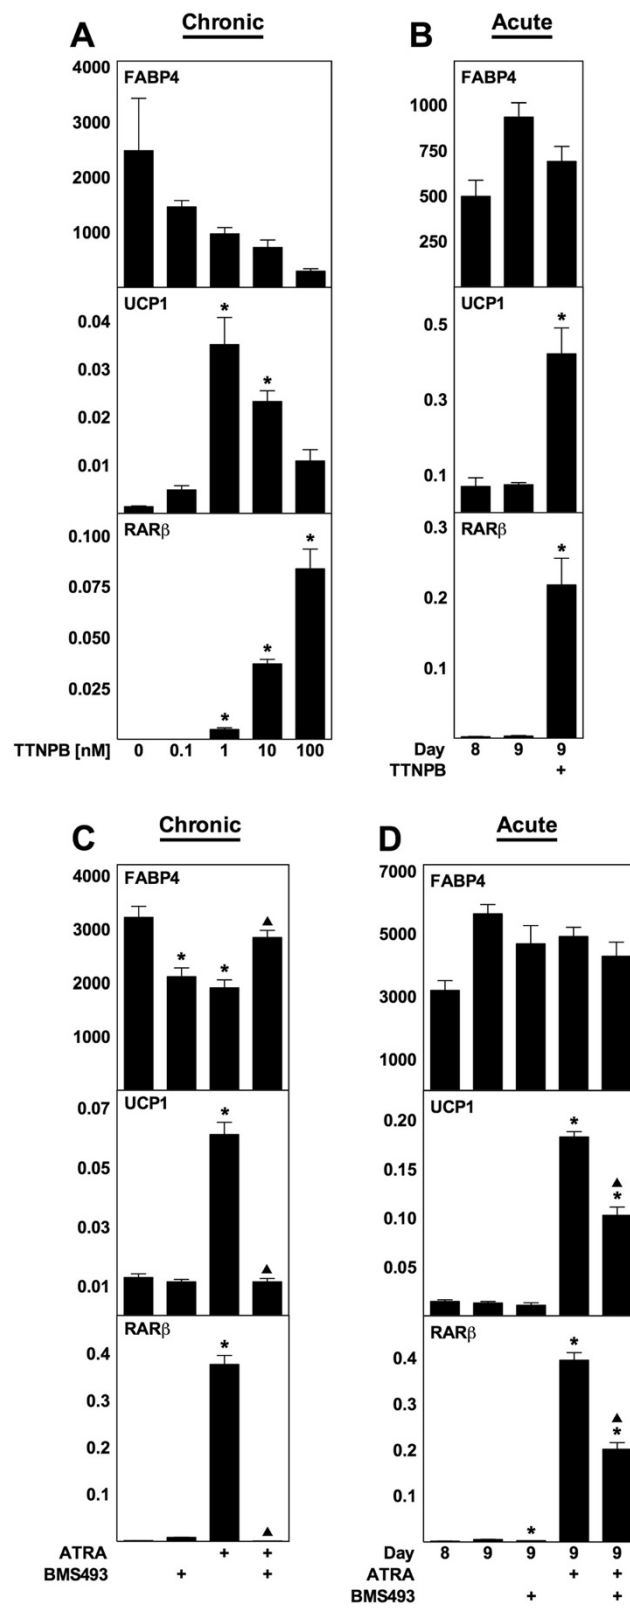 A
Chronic
FABP4
4000
3000
2000
1000
UCP1
*
*
0.04
0.03
0.02
0.01
RARβ
*
*
*
0.100
0.075
0.050
0.025
TTNPB [nM] 0 0.1 1 10 100
B
Acute
FABP4
1000
750
500
250
UCP1
*
0.5
0.3
0.1
RARβ
*
0.3
0.2
0.1
Day 8 9 9
TTNPB +
C
Chronic
FABP4
▲
* *
4000
3000
2000
1000
UCP1
*
▲
0.07
0.05
0.03
0.01
RARβ
*
▲
0.4
0.3
0.2
0.1
ATRA + +
BMS493 + +
D
Acute
7000
FABP4
5000
3000
1000
UCP1
*
▲
*
0.20
0.15
0.10
0.05
RARβ
*
▲
*
*
0.4
0.3
0.2
0.1
Day 8 9 9 9 9
ATRA + +
BMS493 + +